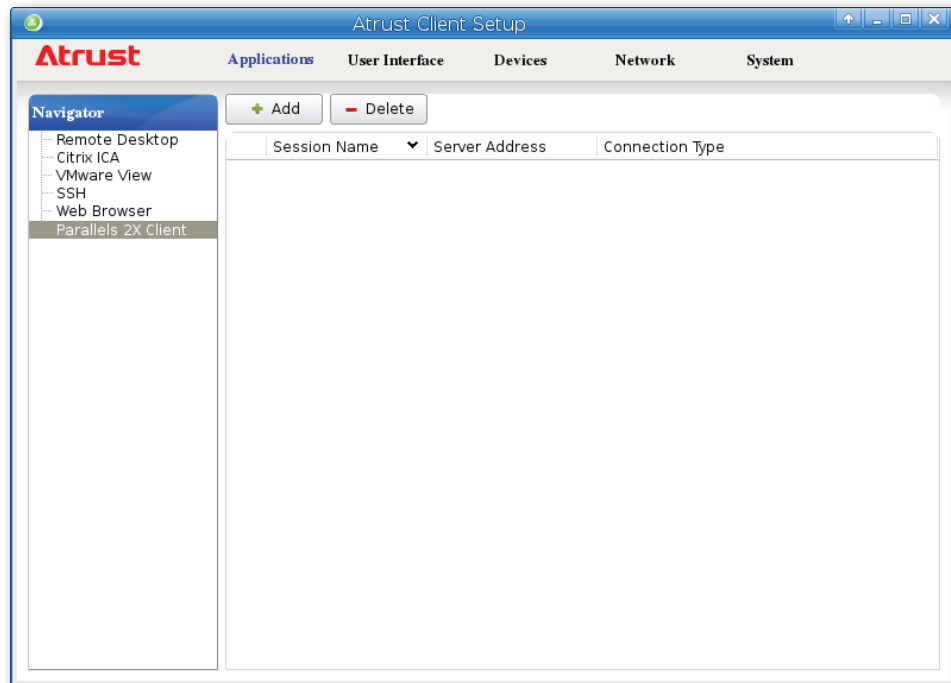 Atrust Client Setup
Atrust
Applications User Interface Devices Network System
Navigator
Remote Desktop
Citrix ICA
VMware View
SSH
Web Browser
Parallels 2X Client
Add Delete
Session Name Server Address Connection Type